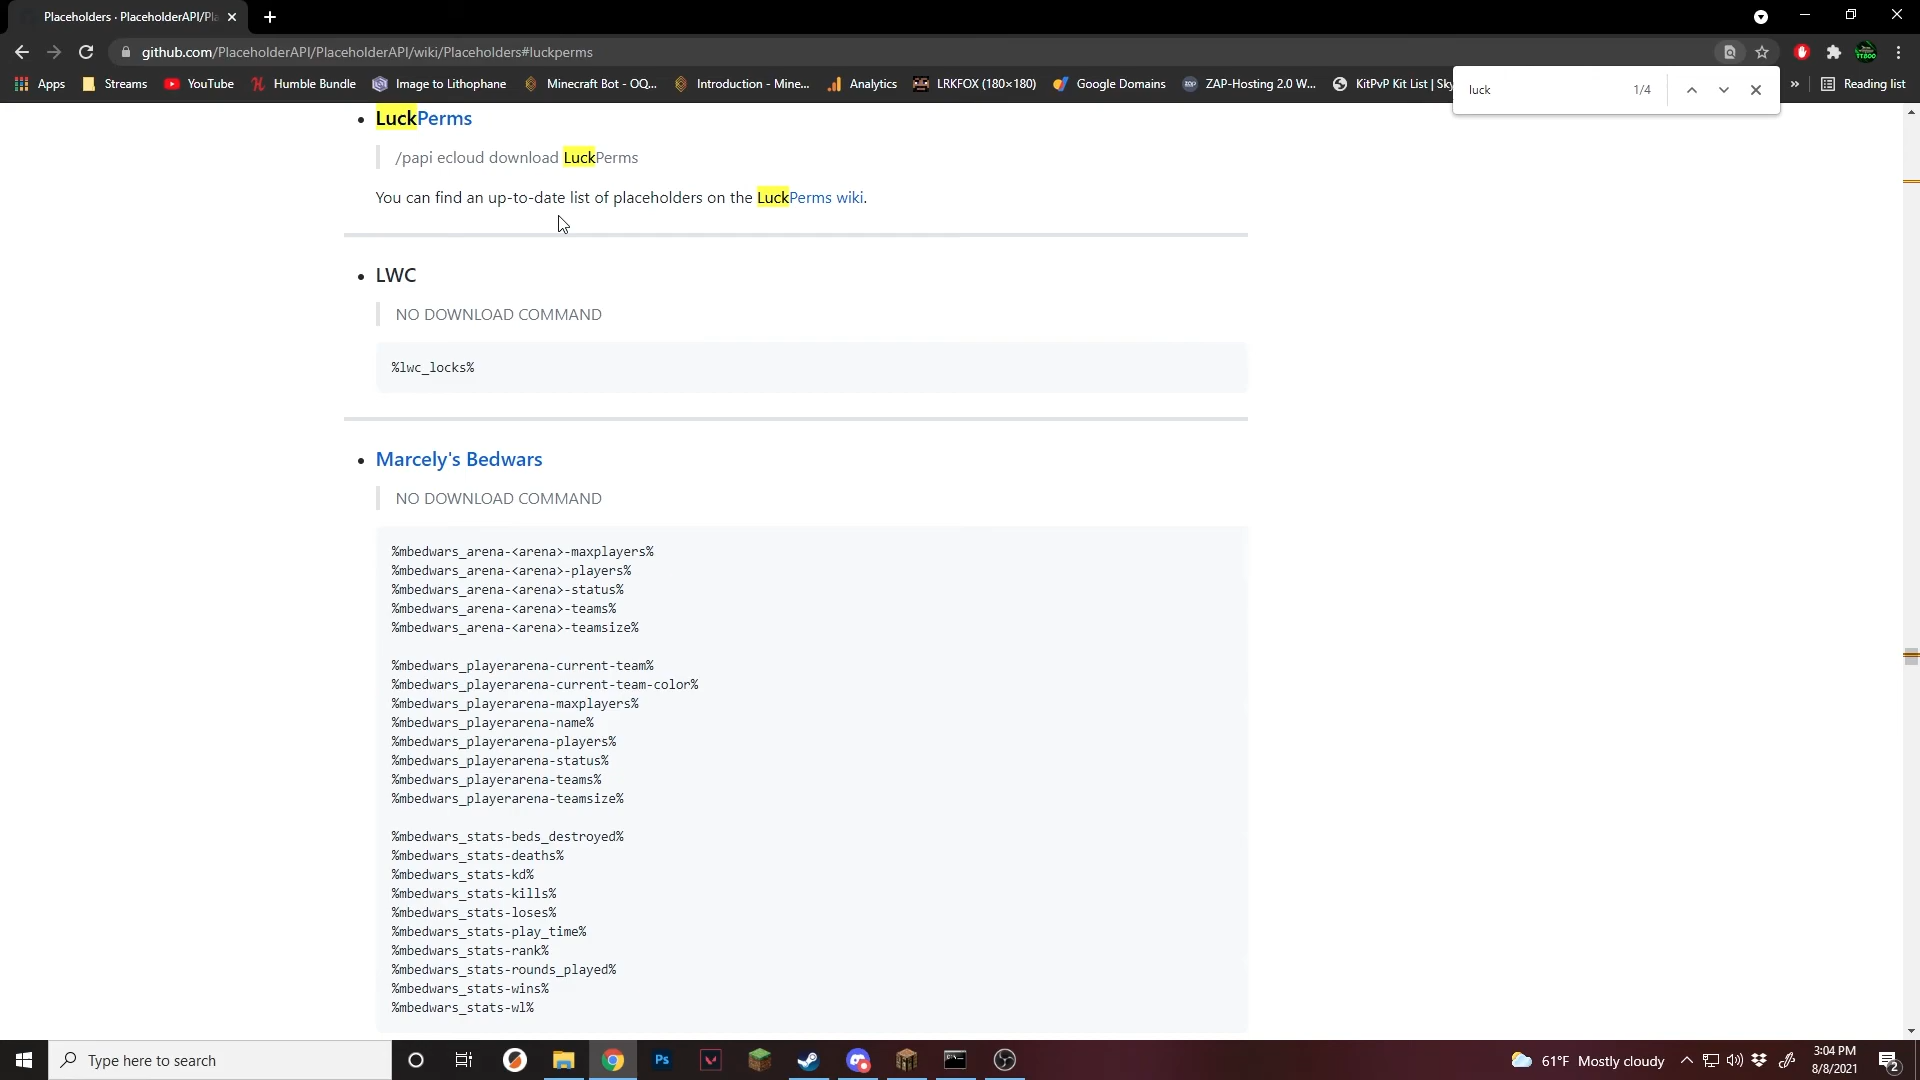 Placeholders · PlaceholderAPI/Pla
github.com/PlaceholderAPI/PlaceholderAPI/wiki/Placeholders#luckperms
Apps
Streams
YouTube
Humble Bundle
Image to Lithophane
Minecraft Bot - OQ...
Introduction - Mine...
Analytics
LRKFOX (180×180)
Google Domains
ZAP-Hosting 2.0 W...
KitPvP Kit List | Sky
»
Reading list
luck
1/4
LuckPerms
/papi ecloud download LuckPerms
You can find an up-to-date list of placeholders on the LuckPerms wiki.
LWC
NO DOWNLOAD COMMAND
%lwc_locks%
Marcely's Bedwars
NO DOWNLOAD COMMAND
%mbedwars_arena-<arena>-maxplayers%
%mbedwars_arena-<arena>-players%
%mbedwars_arena-<arena>-status%
%mbedwars_arena-<arena>-teams%
%mbedwars_arena-<arena>-teamsize%
%mbedwars_playerarena-current-team%
%mbedwars_playerarena-current-team-color%
%mbedwars_playerarena-maxplayers%
%mbedwars_playerarena-name%
%mbedwars_playerarena-players%
%mbedwars_playerarena-status%
%mbedwars_playerarena-teams%
%mbedwars_playerarena-teamsize%
%mbedwars_stats-beds_destroyed%
%mbedwars_stats-deaths%
%mbedwars_stats-kd%
%mbedwars_stats-kills%
%mbedwars_stats-loses%
%mbedwars_stats-play_time%
%mbedwars_stats-rank%
%mbedwars_stats-rounds_played%
%mbedwars_stats-wins%
%mbedwars_stats-wl%
Type here to search
Ps
61°F Mostly cloudy
3:04 PM
8/8/2021
2